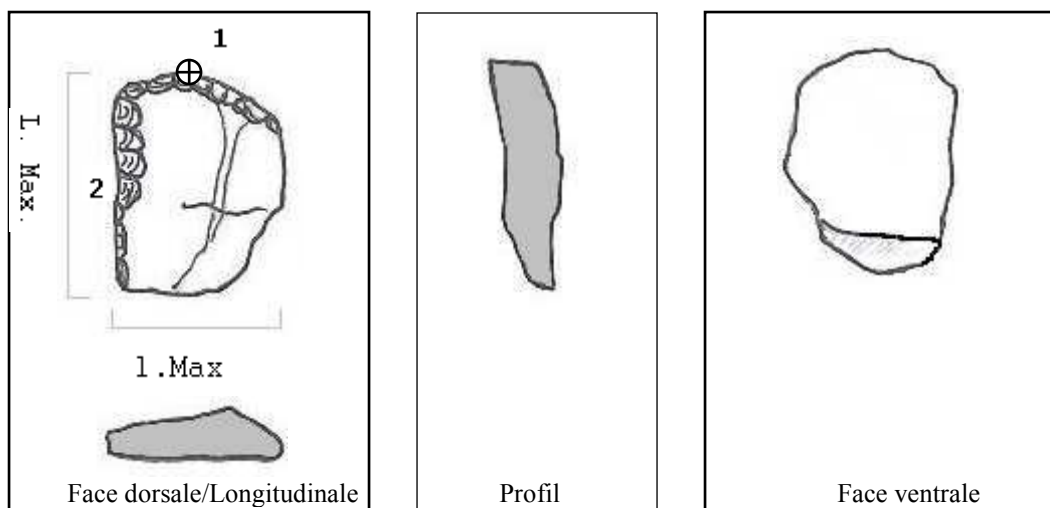 1
L. Max.
2
l.Max
Face dorsale/Longitudinale
Profil
Face ventrale